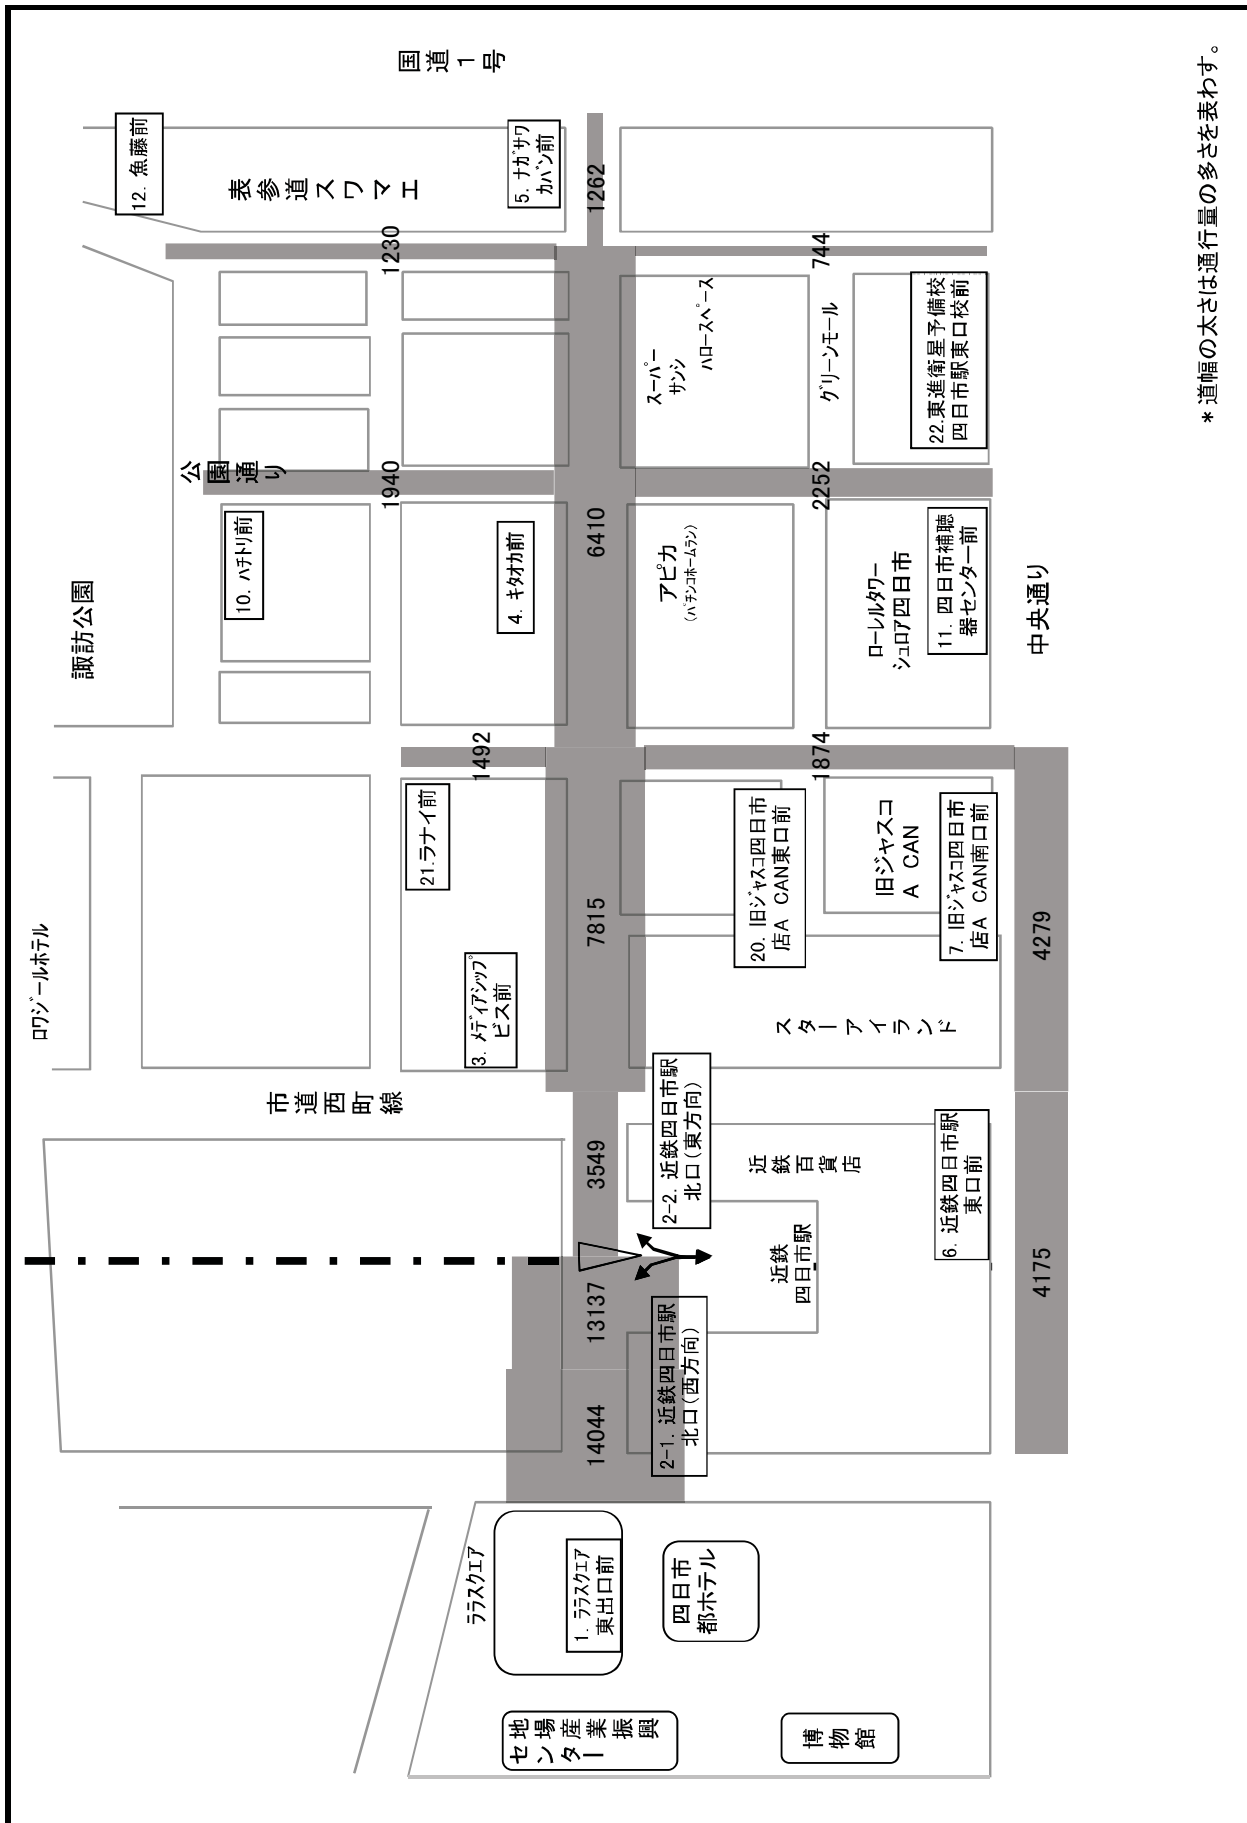 国道1号
＊道幅の太さは通行量の多さを表わす。
12. 魚藤前
表参道スワマエ
5. ナガサワ
カバン前
1262
1230
744
スーパー
サンシ
ハロースペース
グリーンモール
22.東進衛星予備校
四日市駅東口校前
公園通り
1940
2252
10. ハチトリ前
4. キタオカ前
6410
アピカ
(パチンコホームラン)
ローレルタワー
シュロア四日市
11. 四日市補聴
器センター前
中央通り
諏訪公園
1492
1874
21.ラナイ前
20. 旧ジャスコ四日市
店A CAN東口前
旧ジャスコ
A CAN
7. 旧ジャスコ四日市
店A CAN南口前
7815
4279
ロワジールホテル
3. メディアシップ
ビス前
スターアイランド
市道西町線
3549
2-2. 近鉄四日市駅
北口(東方向)
近鉄百貨店
6. 近鉄四日市駅
東口前
近鉄
四日市駅
13137
4175
2-1. 近鉄四日市駅
北口(西方向)
14044
ララスクエア
1. ララスクエア
東出口前
四日市
都ホテル
地場産業振興
センター
博物館